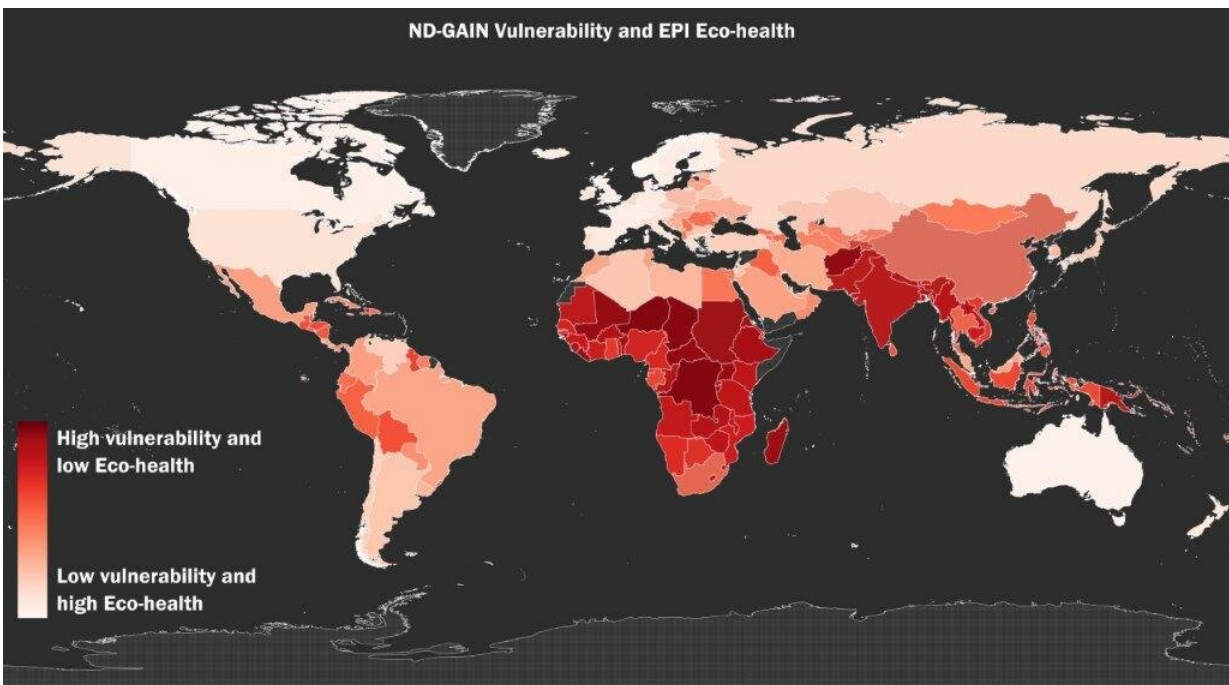 ND-GAIN Vulnerability and EPI Eco-health
High vulnerability and
low Eco-health
Low vulnerability and
high Eco-health